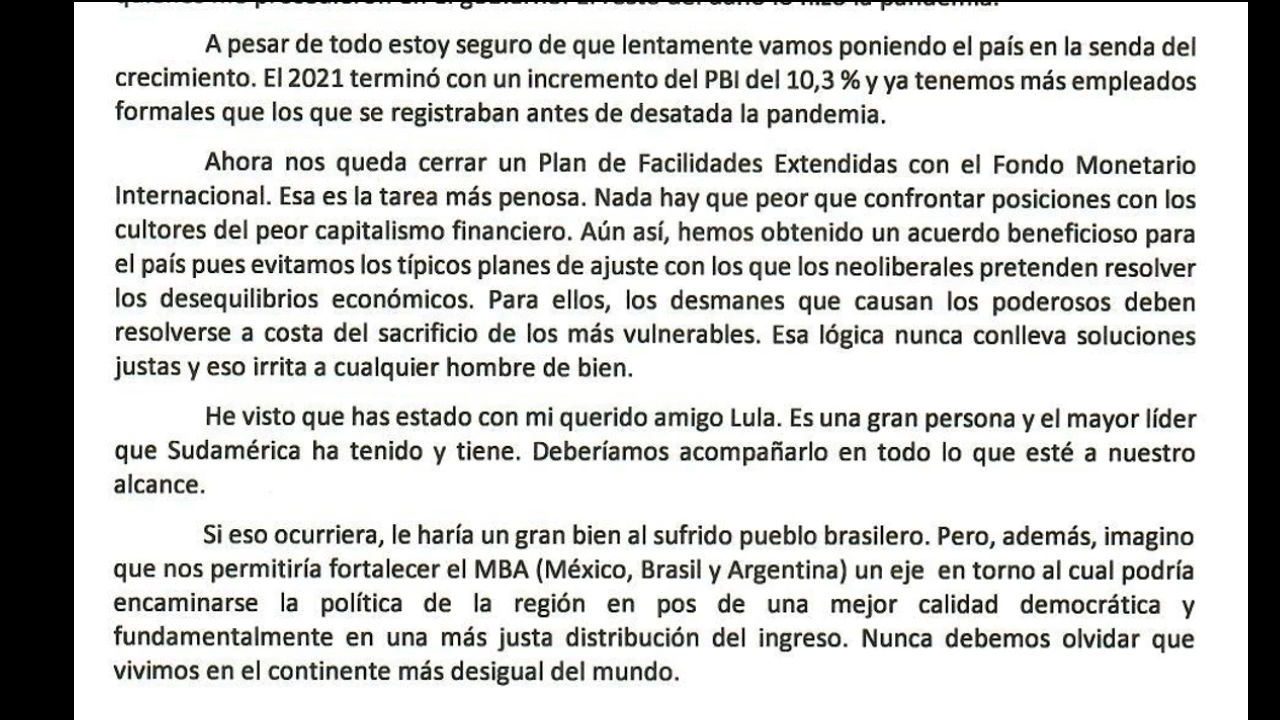 A pesar de todo estoy seguro de que lentamente vamos poniendo el país en la senda del
crecimiento. El 2021 terminó con un incremento del PBI del 10,3 % y ya tenemos más empleados
formales que los que se registraban antes de desatada la pandemia.
Ahora nos queda cerrar un Plan de Facilidades Extendidas con el Fondo Monetario
Internacional. Esa es la tarea más penosa. Nada hay que peor que confrontar posiciones con los
cultores del peor capitalismo financiero. Aún así, hemos obtenido un acuerdo beneficioso para
el país pues evitamos los típicos planes de ajuste con los que los neoliberales pretenden resolver
los desequilibrios económicos. Para ellos, los desmanes que causan los poderosos deben
resolverse a costa del sacrificio de los más vulnerables. Esa lógica nunca conlleva soluciones
justas y eso irrita a cualquier hombre de bien.
He visto que has estado con mi querido amigo Lula. Es una gran persona y el mayor líder
que Sudamérica ha tenido y tiene. Deberíamos acompañarlo en todo lo que esté a nuestro
alcance.
Si eso ocurriera, le haría un gran bien al sufrido pueblo brasilero. Pero, además, imagino
que nos permitiría fortalecer el MBA (México, Brasil y Argentina) un eje en torno al cual podría
encaminarse la política de la región en pos de una mejor calidad democrática y
fundamentalmente en una más justa distribución del ingreso. Nunca debemos olvidar que
vivimos en el continente más desigual del mundo.